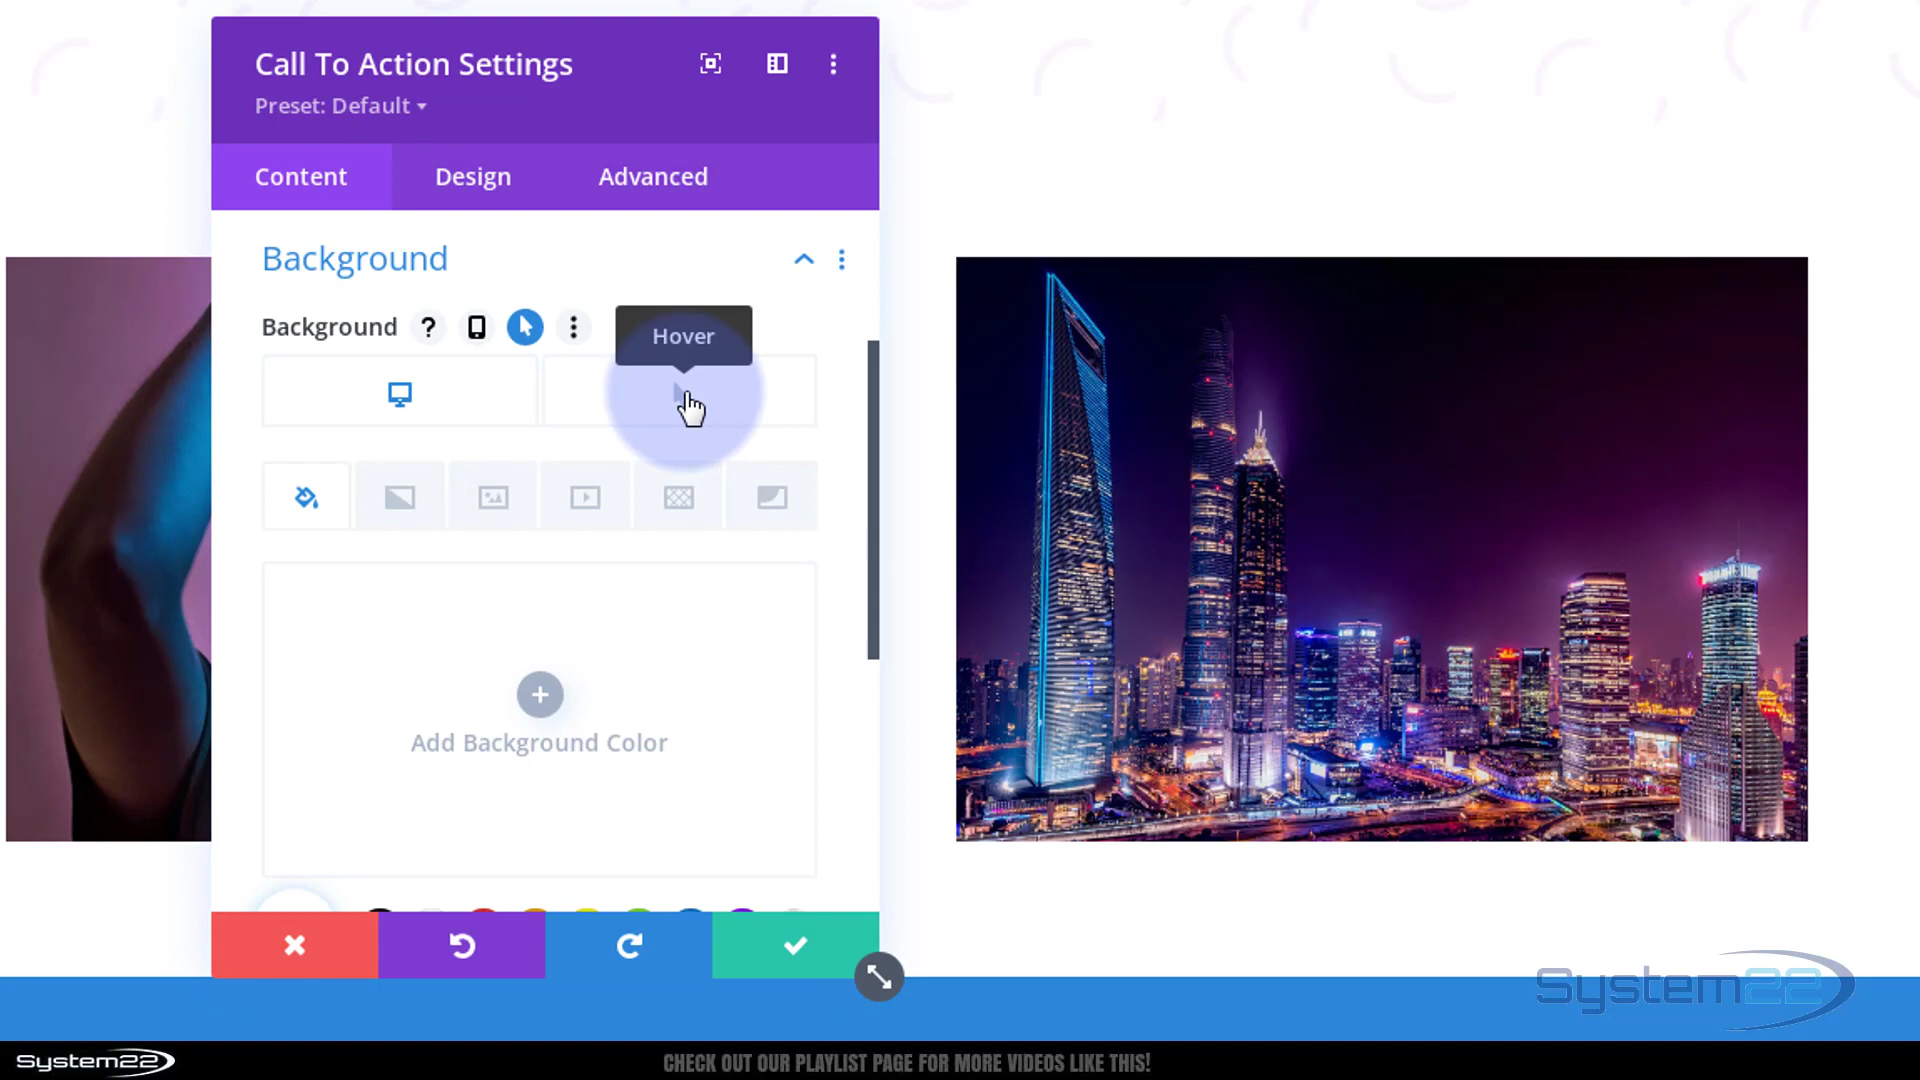 Call To Action Settings
Preset: Default
Content
Design
Advanced
Background
Background
?
Hover
Add Background Color
System22
System22
CHECK OUT OUR PLAYLIST PAGE FOR MORE VIDEOS LIKE THIS!